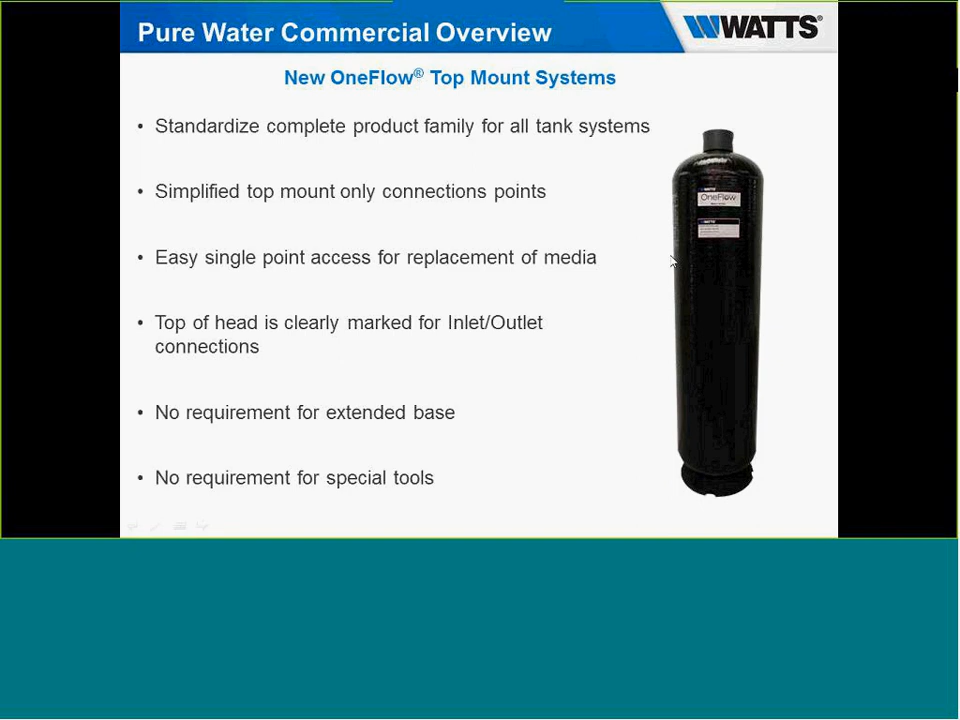 Pure Water Commercial Overview
WATTS®
New OneFlow® Top Mount Systems
• Standardize complete product family for all tank systems
• Simplified top mount only connections points
• Easy single point access for replacement of media
• Top of head is clearly marked for Inlet/Outlet
connections
• No requirement for extended base
• No requirement for special tools
WATTS
OneFlow
WATTS